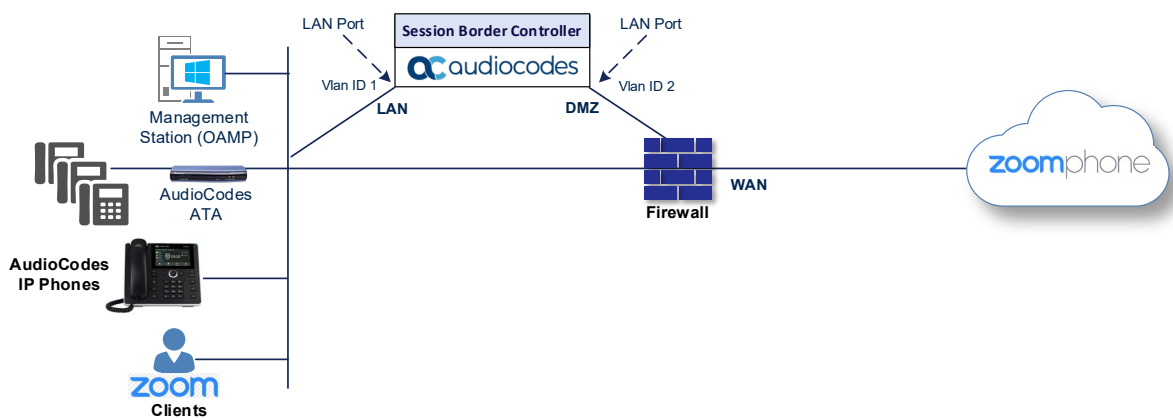 LAN Port
Session Border Controller
audiocodes
LAN Port
Vlan ID 1
Vlan ID 2
LAN
DMZ
Management
Station (OAMP)
AudioCodes
ATA
Firewall
WAN
zoomphone
AudioCodes
IP Phones
zoom
Clients